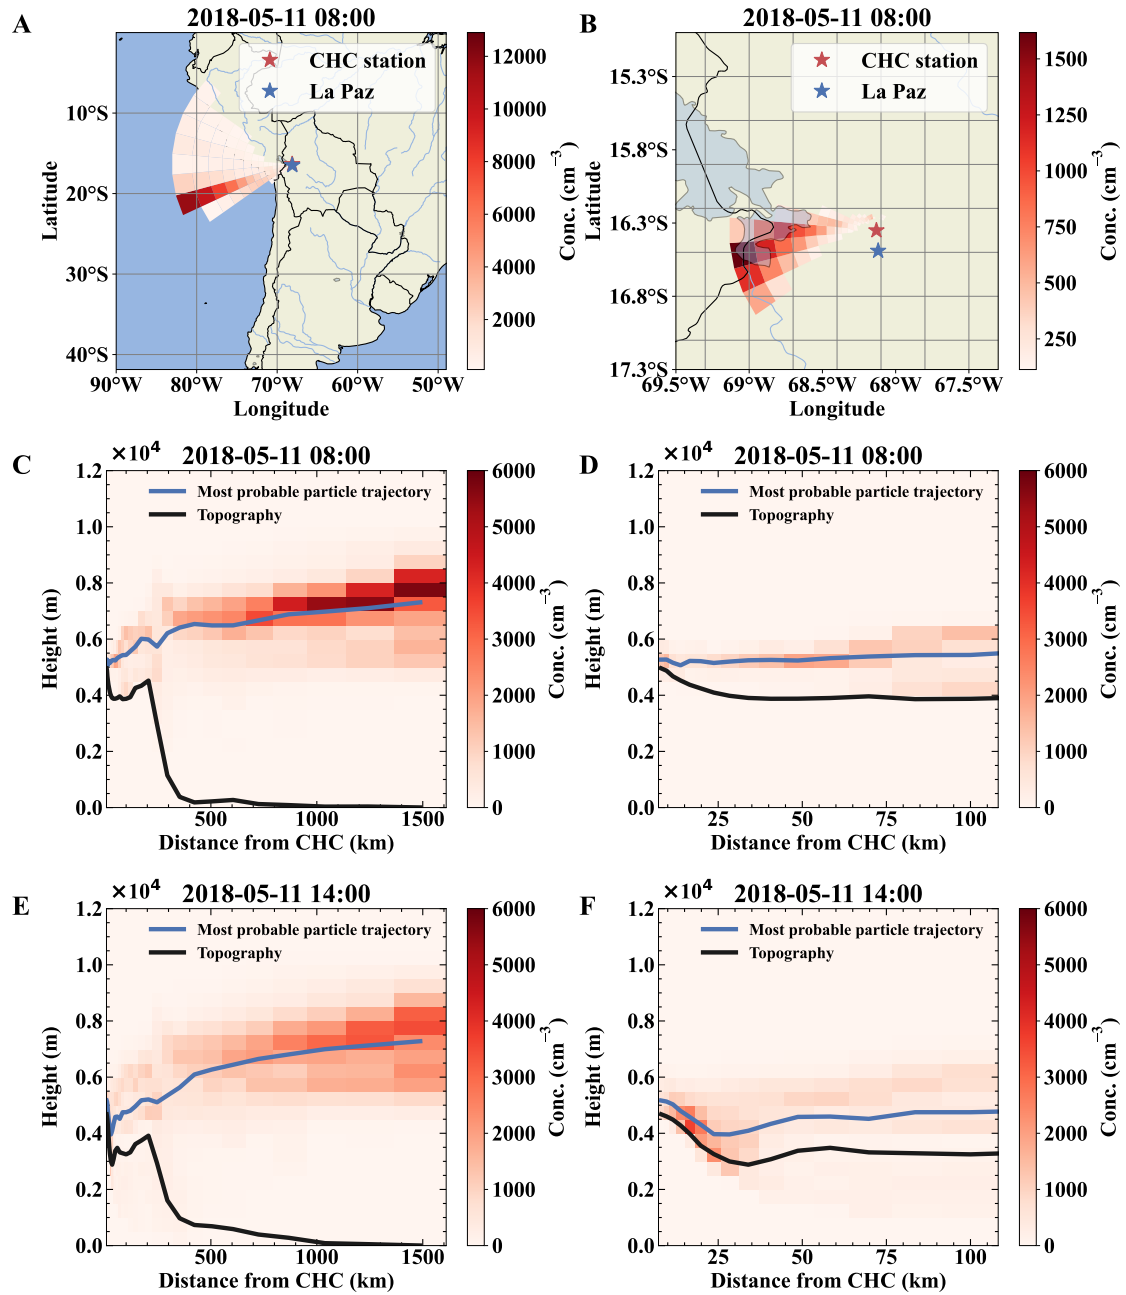 A
2018-05-11 08:00
CHC station
La Paz
10°S
20°S
30°S
40°S
Latitude
90°W
80°W
70°W
60°W
50°W
Longitude
12000
10000
8000
6000
4000
2000
Conc. (cm⁻³)
B
2018-05-11 08:00
CHC station
La Paz
15.3°S
15.8°S
16.3°S
16.8°S
17.3°S
Latitude
69.5°W
69°W
68.5°W
68°W
67.5°W
Longitude
1500
1250
1000
750
500
250
Conc. (cm⁻³)
C
×10⁴
2018-05-11 08:00
Most probable particle trajectory
Topography
1.2
1.0
0.8
0.6
0.4
0.2
0.0
Height (m)
500
1000
1500
Distance from CHC (km)
6000
5000
4000
3000
2000
1000
0
Conc. (cm⁻³)
D
×10⁴
2018-05-11 08:00
Most probable particle trajectory
Topography
1.2
1.0
0.8
0.6
0.4
0.2
0.0
Height (m)
25
50
75
100
Distance from CHC (km)
6000
5000
4000
3000
2000
1000
0
Conc. (cm⁻³)
E
×10⁴
2018-05-11 14:00
Most probable particle trajectory
Topography
1.2
1.0
0.8
0.6
0.4
0.2
0.0
Height (m)
500
1000
1500
Distance from CHC (km)
6000
5000
4000
3000
2000
1000
0
Conc. (cm⁻³)
F
×10⁴
2018-05-11 14:00
Most probable particle trajectory
Topography
1.2
1.0
0.8
0.6
0.4
0.2
0.0
Height (m)
25
50
75
100
Distance from CHC (km)
6000
5000
4000
3000
2000
1000
0
Conc. (cm⁻³)